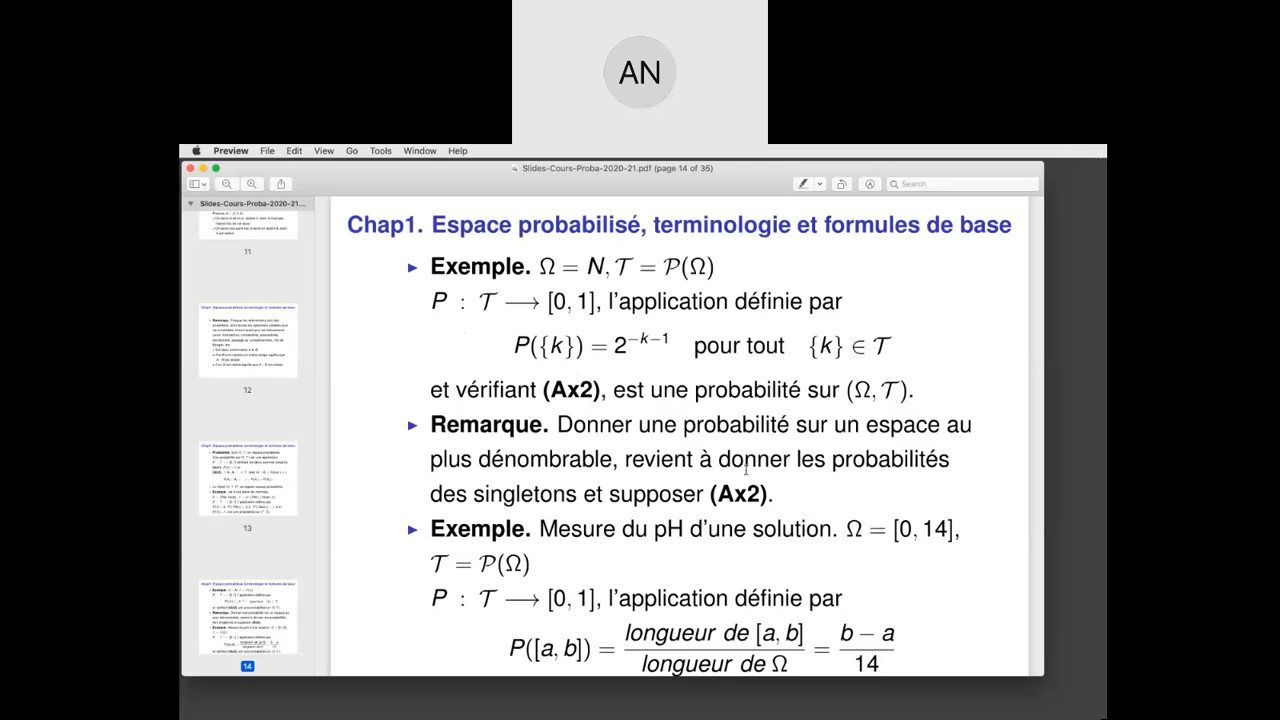 AN
Preview File Edit View Go Tools Window Help
Slides-Cours-Proba-2020-21.pdf (page 14 of 35)
Search
Slides-Cours-Proba-2020-21....
11
12
13
14
Chap1. Espace probabilisé, terminologie et formules de base
► Exemple. Ω = N, 𝒯 = 𝒫(Ω)
P : 𝒯 ⟶ [0, 1], l'application définie par
P({k}) = 2^{−k−1} pour tout {k} ∈ 𝒯
et vérifiant (Ax2), est une probabilité sur (Ω, 𝒯).
► Remarque. Donner une probabilité sur un espace au
plus dénombrable, revient à donner les probabilités
des singletons et supposer (Ax2).
► Exemple. Mesure du pH d'une solution. Ω = [0, 14],
𝒯 = 𝒫(Ω)
P : 𝒯 ⟶ [0, 1], l'application définie par
P([a, b]) = longueur de [a, b] / longueur de Ω = b − a / 14